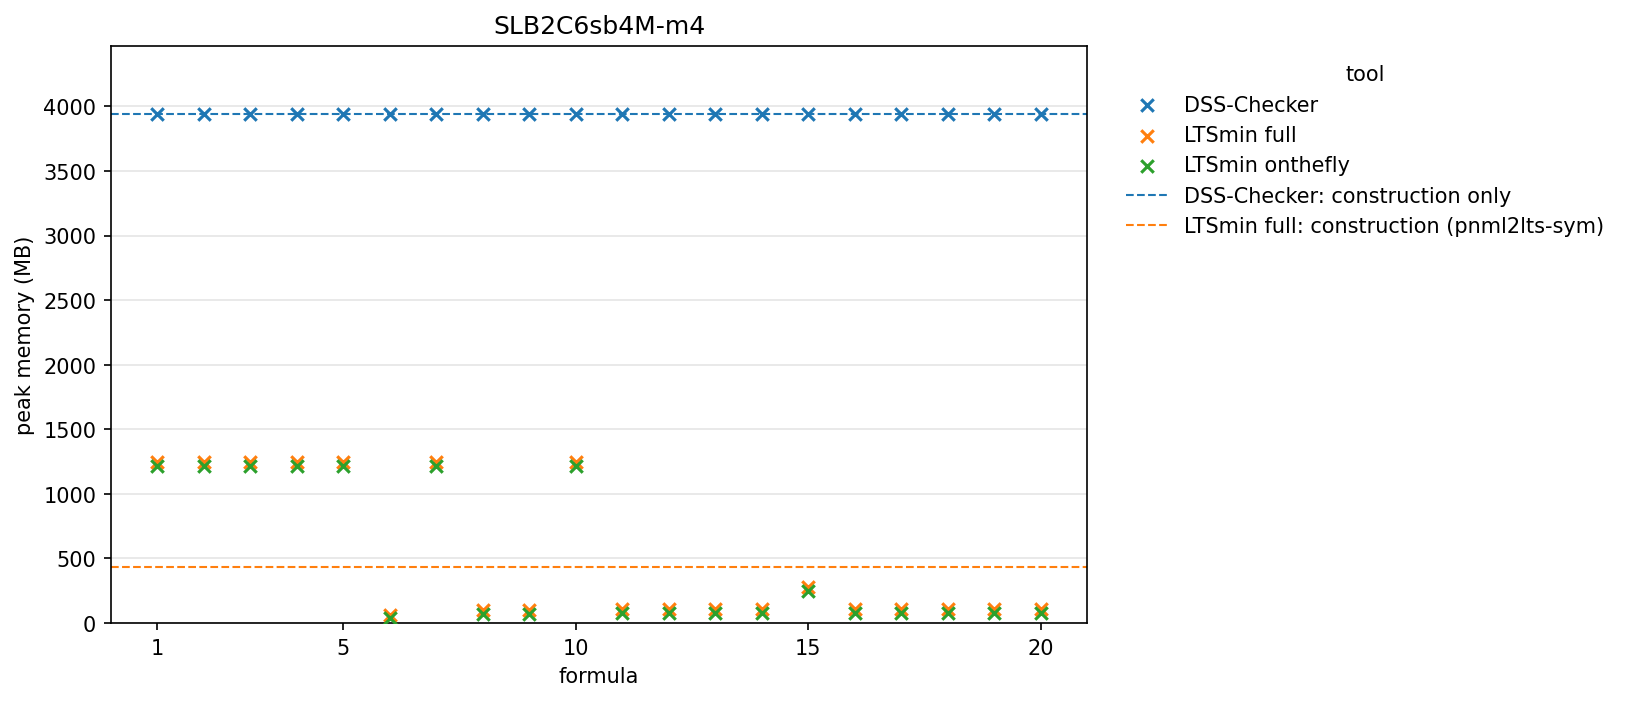 SLB2C6sb4M-m4
peak memory (MB)
4000
3500
3000
2500
2000
1500
1000
500
0
1
5
10
15
20
formula
tool
DSS-Checker
LTSmin full
LTSmin onthefly
DSS-Checker: construction only
LTSmin full: construction (pnml2lts-sym)